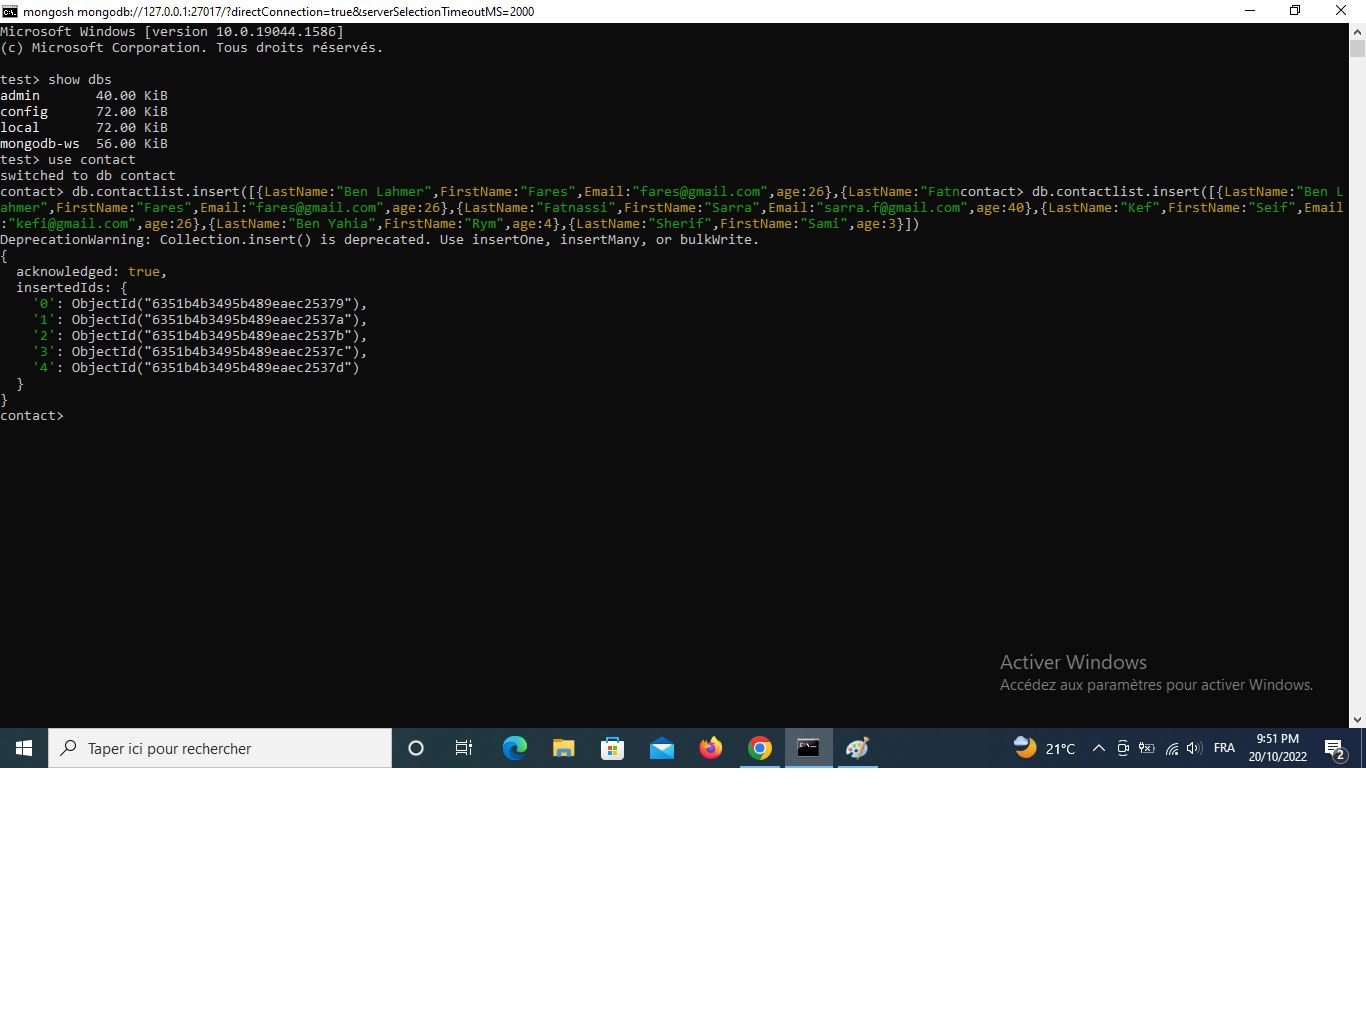 mongosh mongodb://127.0.0.1:27017/?directConnection=true&serverSelectionTimeoutMS=2000
Microsoft Windows [version 10.0.19044.1586]
(c) Microsoft Corporation. Tous droits réservés.
test> show dbs
admin       40.00 KiB
config      72.00 KiB
local       72.00 KiB
mongodb-ws  56.00 KiB
test> use contact
switched to db contact
contact> db.contactlist.insert([{LastName:"Ben Lahmer",FirstName:"Fares",Email:"fares@gmail.com",age:26},{LastName:"Fatncontact> db.contactlist.insert([{LastName:"Ben L
ahmer",FirstName:"Fares",Email:"fares@gmail.com",age:26},{LastName:"Fatnassi",FirstName:"Sarra",Email:"sarra.f@gmail.com",age:40},{LastName:"Kef",FirstName:"Seif",Email
:"kefi@gmail.com",age:26},{LastName:"Ben Yahia",FirstName:"Rym",age:4},{LastName:"Sherif",FirstName:"Sami",age:3}])
DeprecationWarning: Collection.insert() is deprecated. Use insertOne, insertMany, or bulkWrite.
{
  acknowledged: true,
  insertedIds: {
    '0': ObjectId("6351b4b3495b489eaec25379"),
    '1': ObjectId("6351b4b3495b489eaec2537a"),
    '2': ObjectId("6351b4b3495b489eaec2537b"),
    '3': ObjectId("6351b4b3495b489eaec2537c"),
    '4': ObjectId("6351b4b3495b489eaec2537d")
  }
}
contact>
Activer Windows
Accédez aux paramètres pour activer Windows.
Taper ici pour rechercher
21°C
FRA
9:51 PM
20/10/2022
2